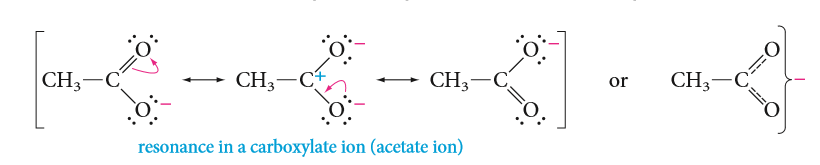 CH₃—C O O – ↔ CH₃—C + O – O – ↔ CH₃—C O – O or CH₃—C O O –
resonance in a carboxylate ion (acetate ion)